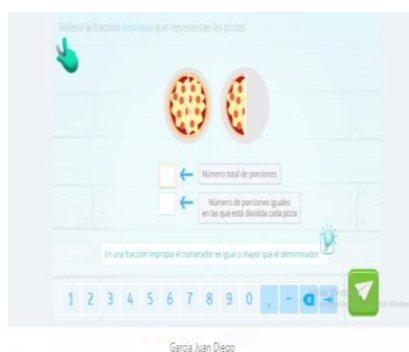 Rellena la fracción impropia que representan las pizzas
Número total de porciones
Número de porciones iguales
en las que está dividida cada pizza
En una fracción impropia el numerador es igual o mayor que el denominador.
1 2 3 4 5 6 7 8 9 0 , -
Garcia Juan Diego